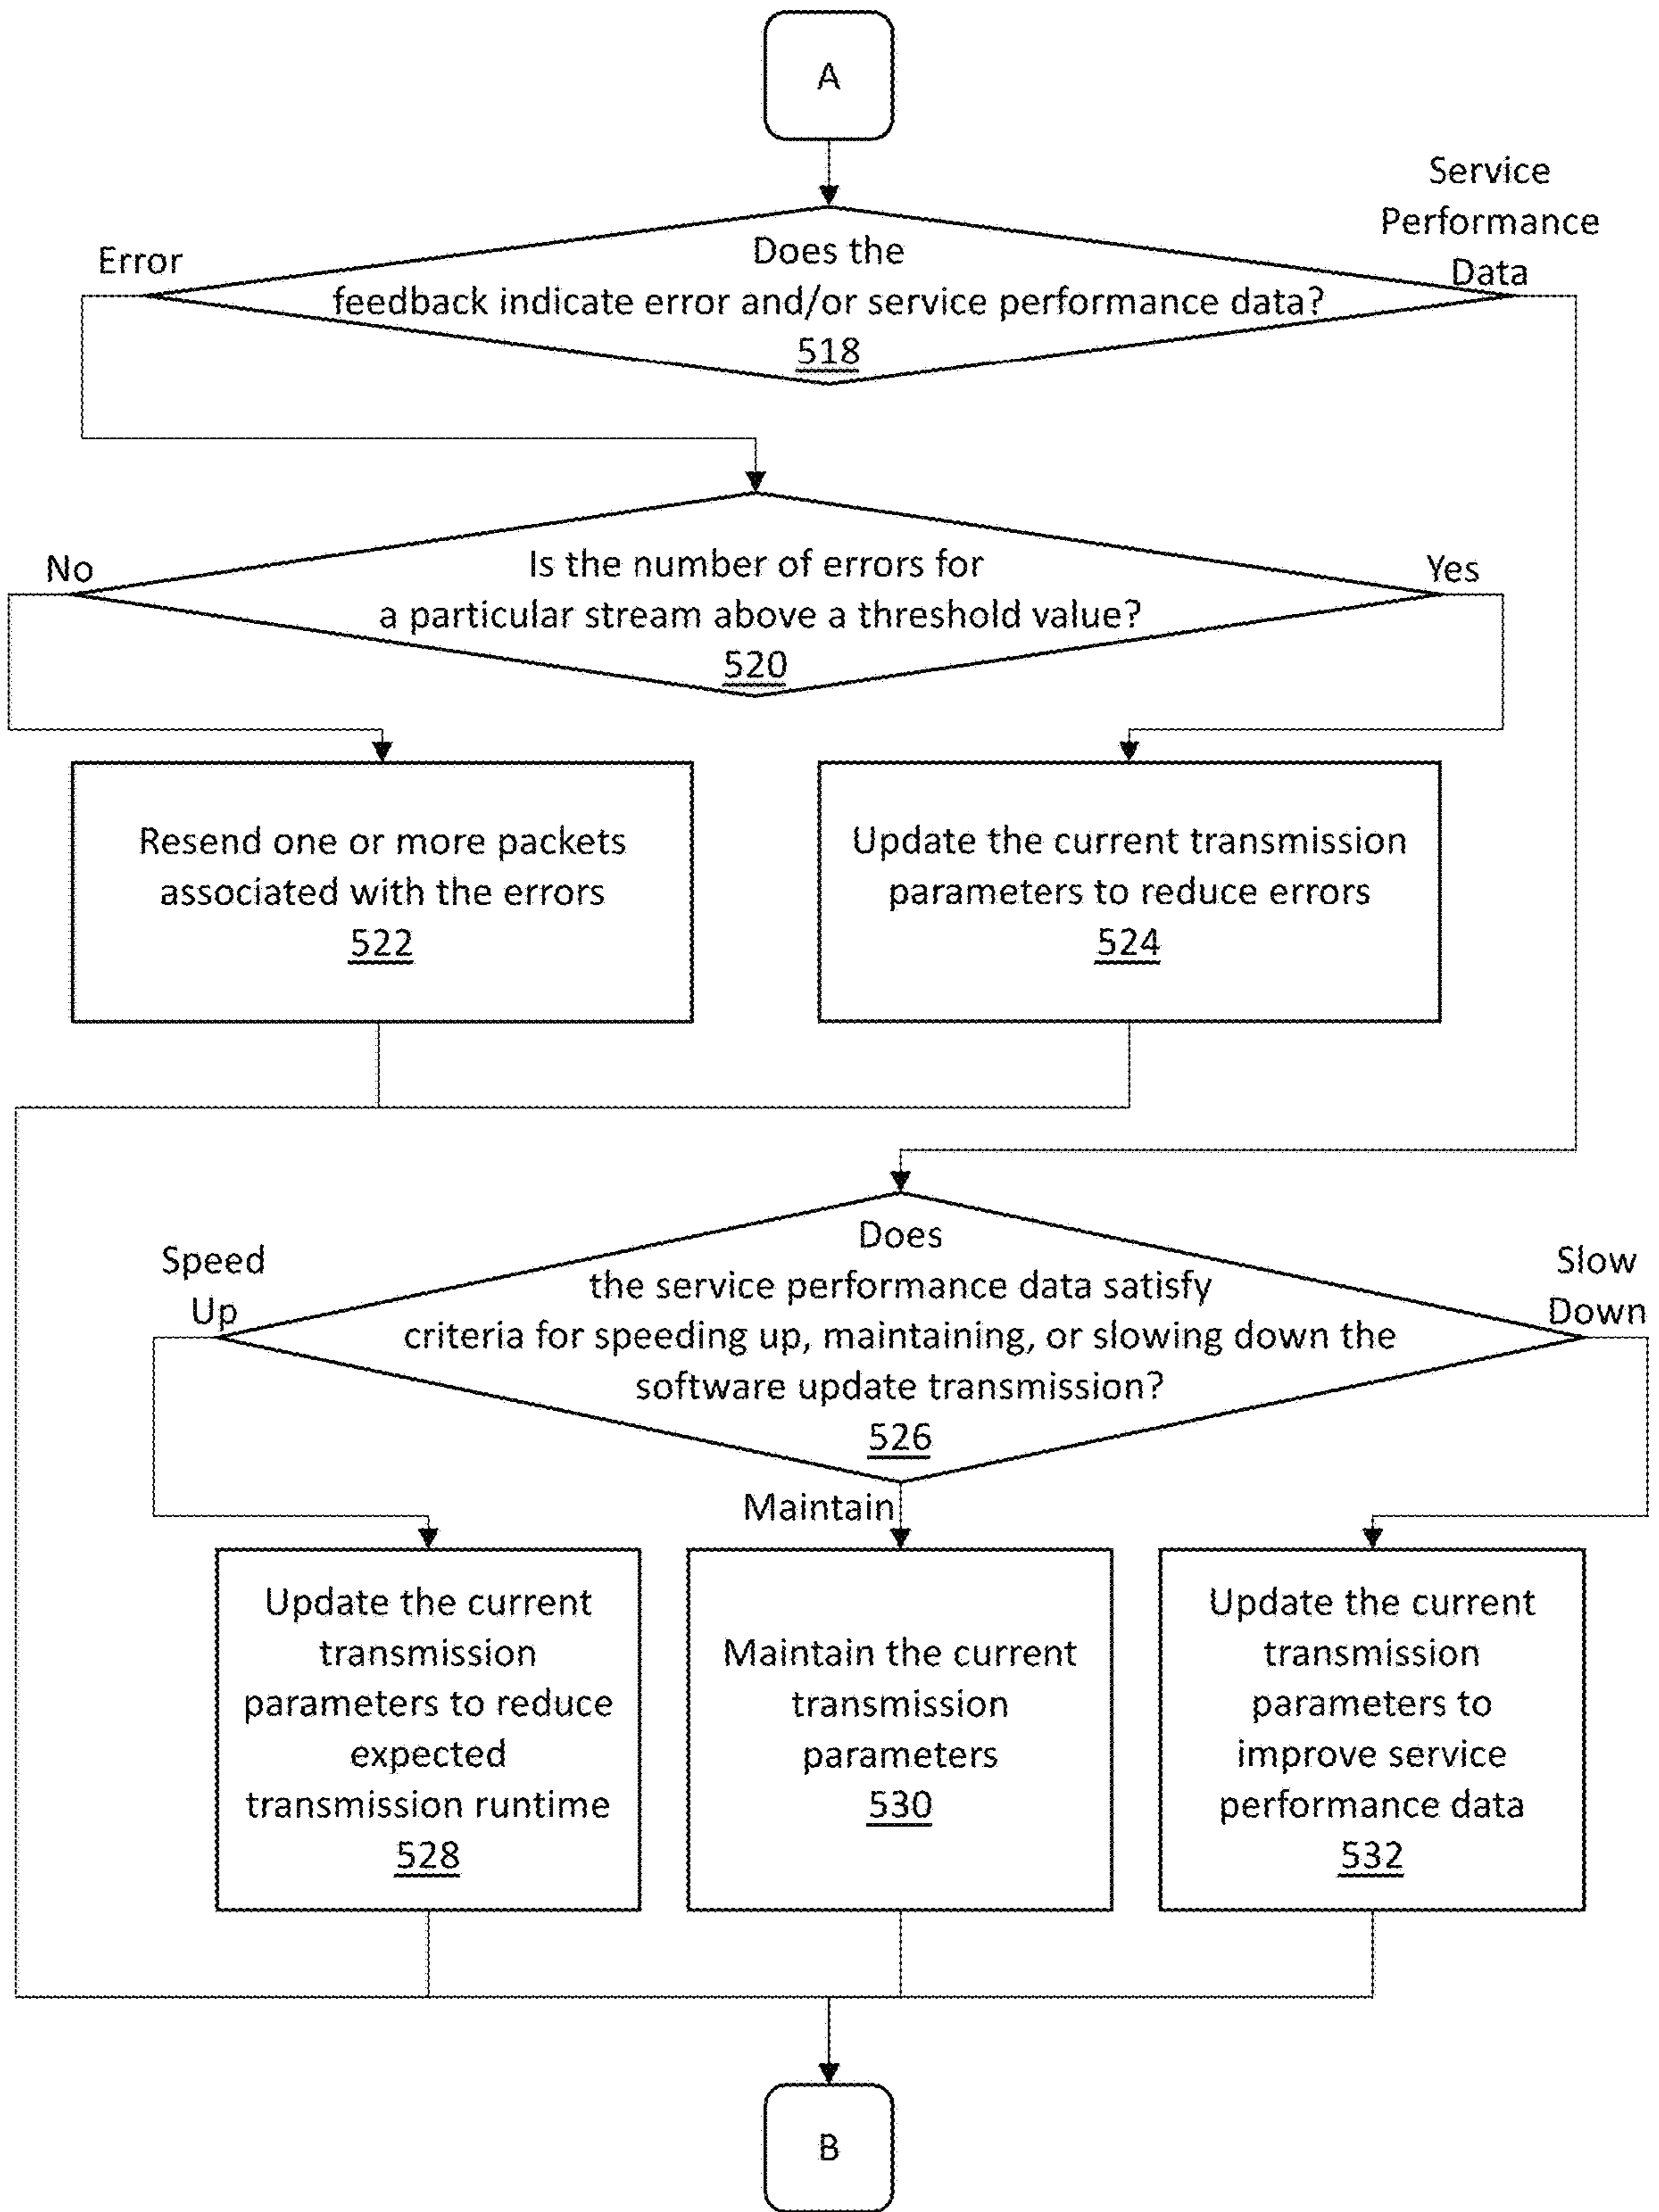 A
Service
Performance
Data
Error
Does the
feedback indicate error and/or service performance data?
518
No
Yes
Is the number of errors for
a particular stream above a threshold value?
520
Resend one or more packets
associated with the errors
522
Update the current transmission
parameters to reduce errors
524
Speed
Up
Does
the service performance data satisfy
criteria for speeding up, maintaining, or slowing down the
software update transmission?
526
Slow
Down
Maintain
Update the current
transmission
parameters to reduce
expected
transmission runtime
528
Maintain the current
transmission
parameters
530
Update the current
transmission
parameters to
improve service
performance data
532
B